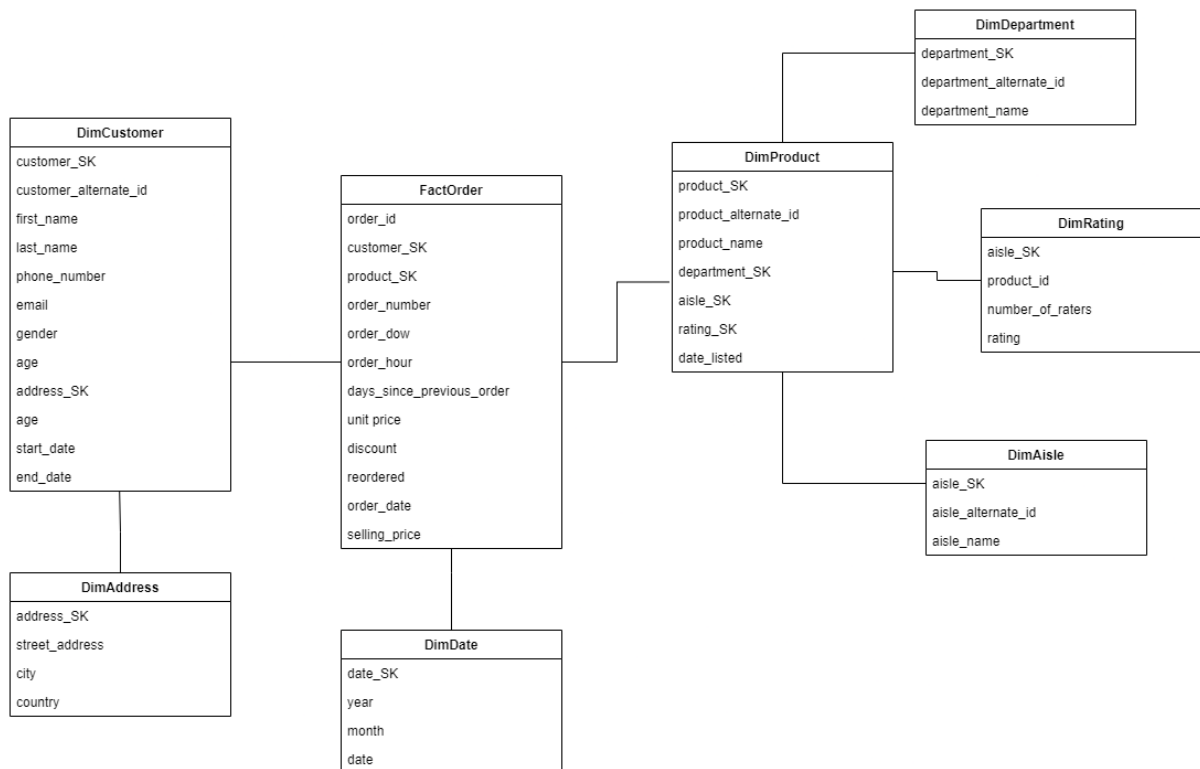 DimDepartment
department_SK
department_alternate_id
department_name
DimCustomer
customer_SK
customer_alternate_id
first_name
last_name
phone_number
email
gender
age
address_SK
age
start_date
end_date
FactOrder
order_id
customer_SK
product_SK
order_number
order_dow
order_hour
days_since_previous_order
unit price
discount
reordered
order_date
selling_price
DimProduct
product_SK
product_alternate_id
product_name
department_SK
aisle_SK
rating_SK
date_listed
DimRating
aisle_SK
product_id
number_of_raters
rating
DimAisle
aisle_SK
aisle_alternate_id
aisle_name
DimAddress
address_SK
street_address
city
country
DimDate
date_SK
year
month
date